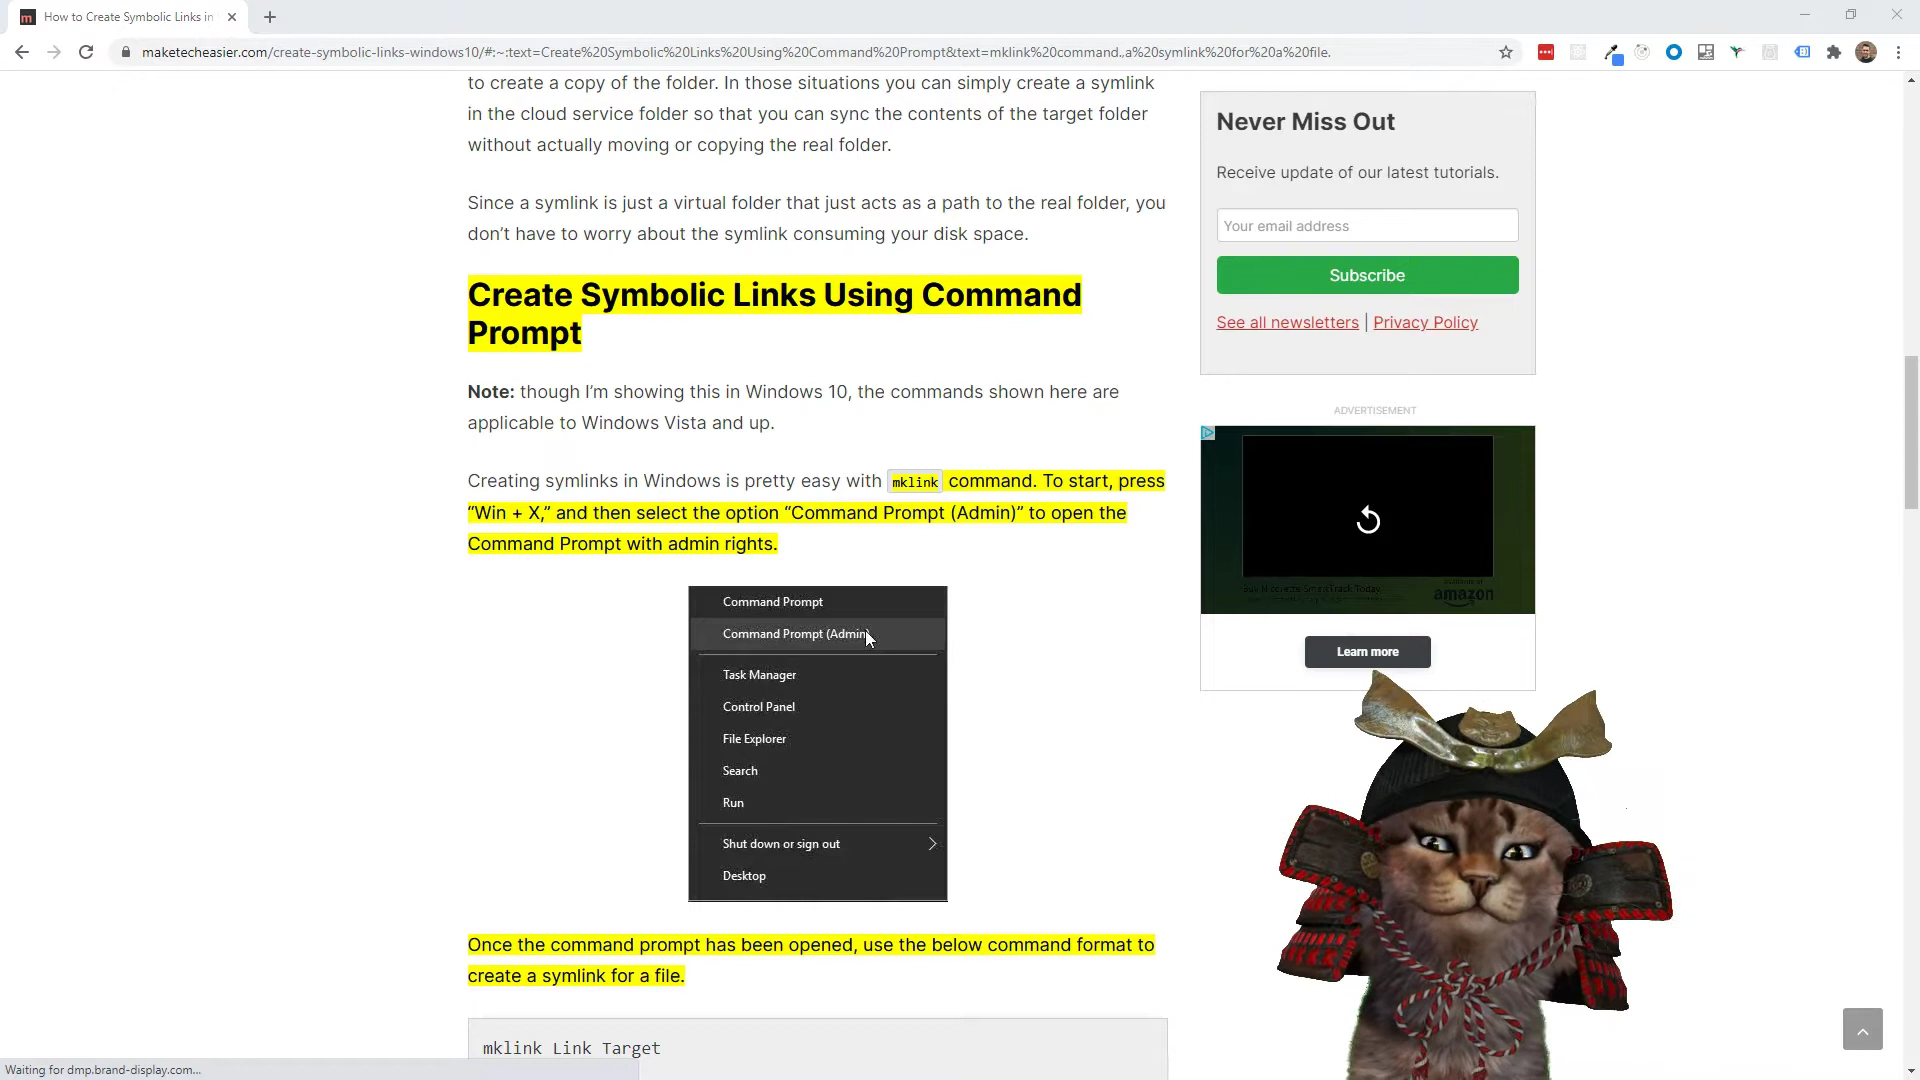 How to Create Symbolic Links in
maketecheasier.com/create-symbolic-links-windows10/#:~:text=Create%20Symbolic%20Links%20Using%20Command%20Prompt&text=mklink%20command.,a%20symlink%20for%20a%20file.
to create a copy of the folder. In those situations you can simply create a symlink
in the cloud service folder so that you can sync the contents of the target folder
without actually moving or copying the real folder.
Since a symlink is just a virtual folder that just acts as a path to the real folder, you
don’t have to worry about the symlink consuming your disk space.
Create Symbolic Links Using Command
Prompt
Note: though I’m showing this in Windows 10, the commands shown here are
applicable to Windows Vista and up.
Creating symlinks in Windows is pretty easy with mklink command. To start, press
“Win + X,” and then select the option “Command Prompt (Admin)” to open the
Command Prompt with admin rights.
Command Prompt
Command Prompt (Admin)
Task Manager
Control Panel
File Explorer
Search
Run
Shut down or sign out
Desktop
Once the command prompt has been opened, use the below command format to
create a symlink for a file.
mklink Link Target
Never Miss Out
Receive update of our latest tutorials.
Your email address
Subscribe
See all newsletters | Privacy Policy
ADVERTISEMENT
amazon
Learn more
Waiting for dmp.brand-display.com...